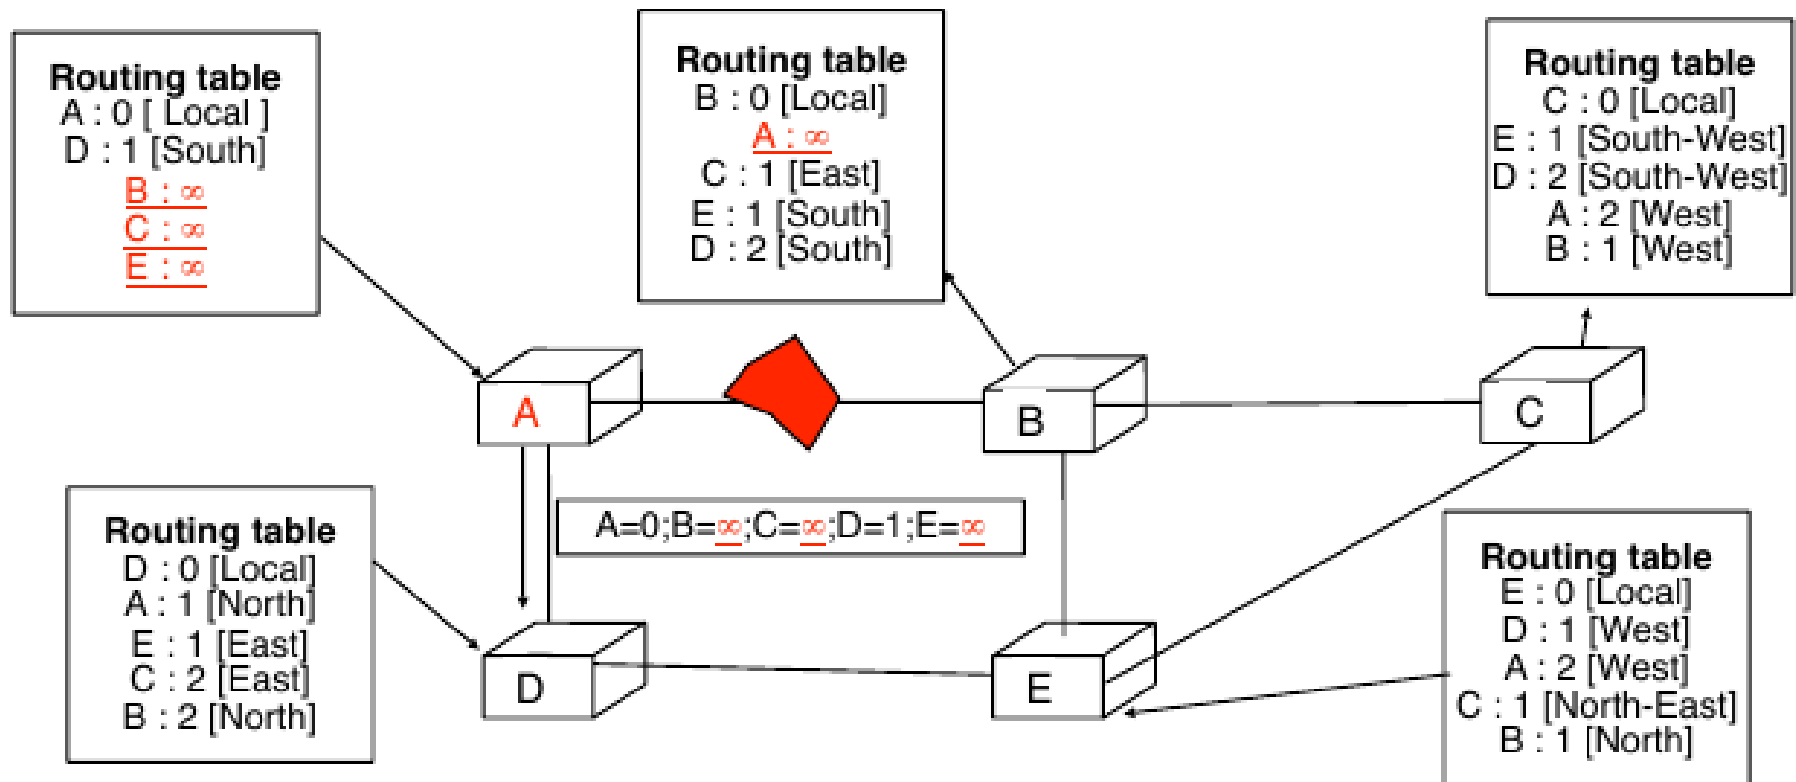 Routing table
A : 0 [ Local ]
D : 1 [South]
B : ∞
C : ∞
E : ∞
Routing table
B : 0 [Local]
A : ∞
C : 1 [East]
E : 1 [South]
D : 2 [South]
Routing table
C : 0 [Local]
E : 1 [South-West]
D : 2 [South-West]
A : 2 [West]
B : 1 [West]
A
B
C
A=0;B=∞;C=∞;D=1;E=∞
Routing table
D : 0 [Local]
A : 1 [North]
E : 1 [East]
C : 2 [East]
B : 2 [North]
D
E
Routing table
E : 0 [Local]
D : 1 [West]
A : 2 [West]
C : 1 [North-East]
B : 1 [North]